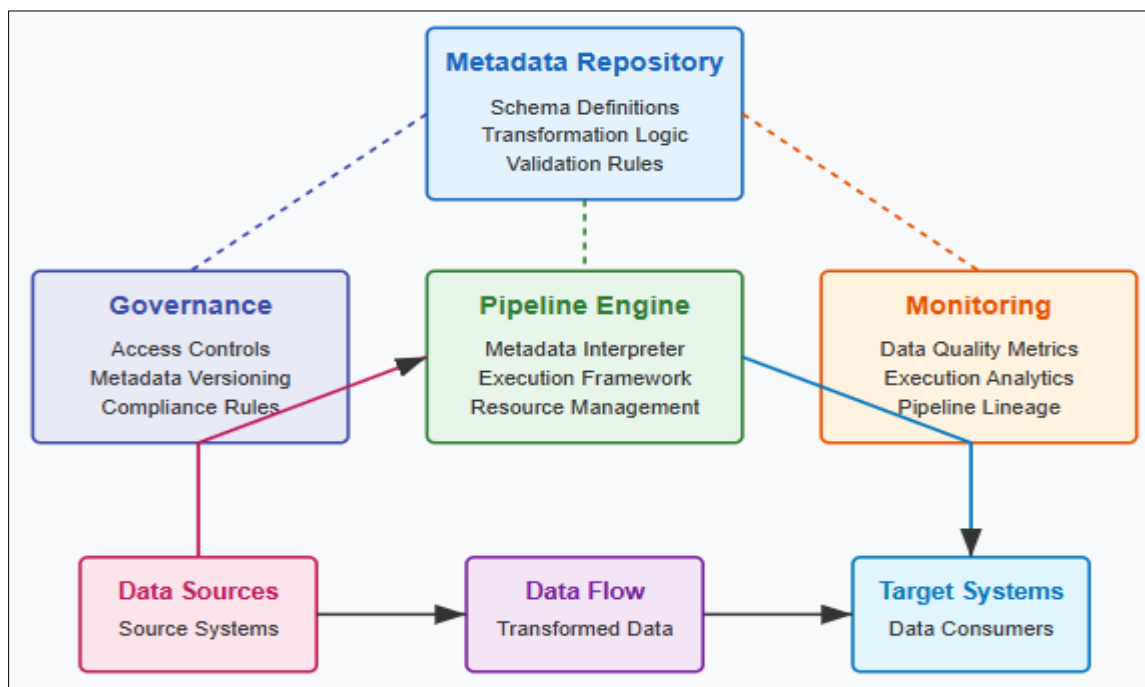 Metadata Repository
Schema Definitions
Transformation Logic
Validation Rules
Governance
Access Controls
Metadata Versioning
Compliance Rules
Pipeline Engine
Metadata Interpreter
Execution Framework
Resource Management
Monitoring
Data Quality Metrics
Execution Analytics
Pipeline Lineage
Data Sources
Source Systems
Data Flow
Transformed Data
Target Systems
Data Consumers